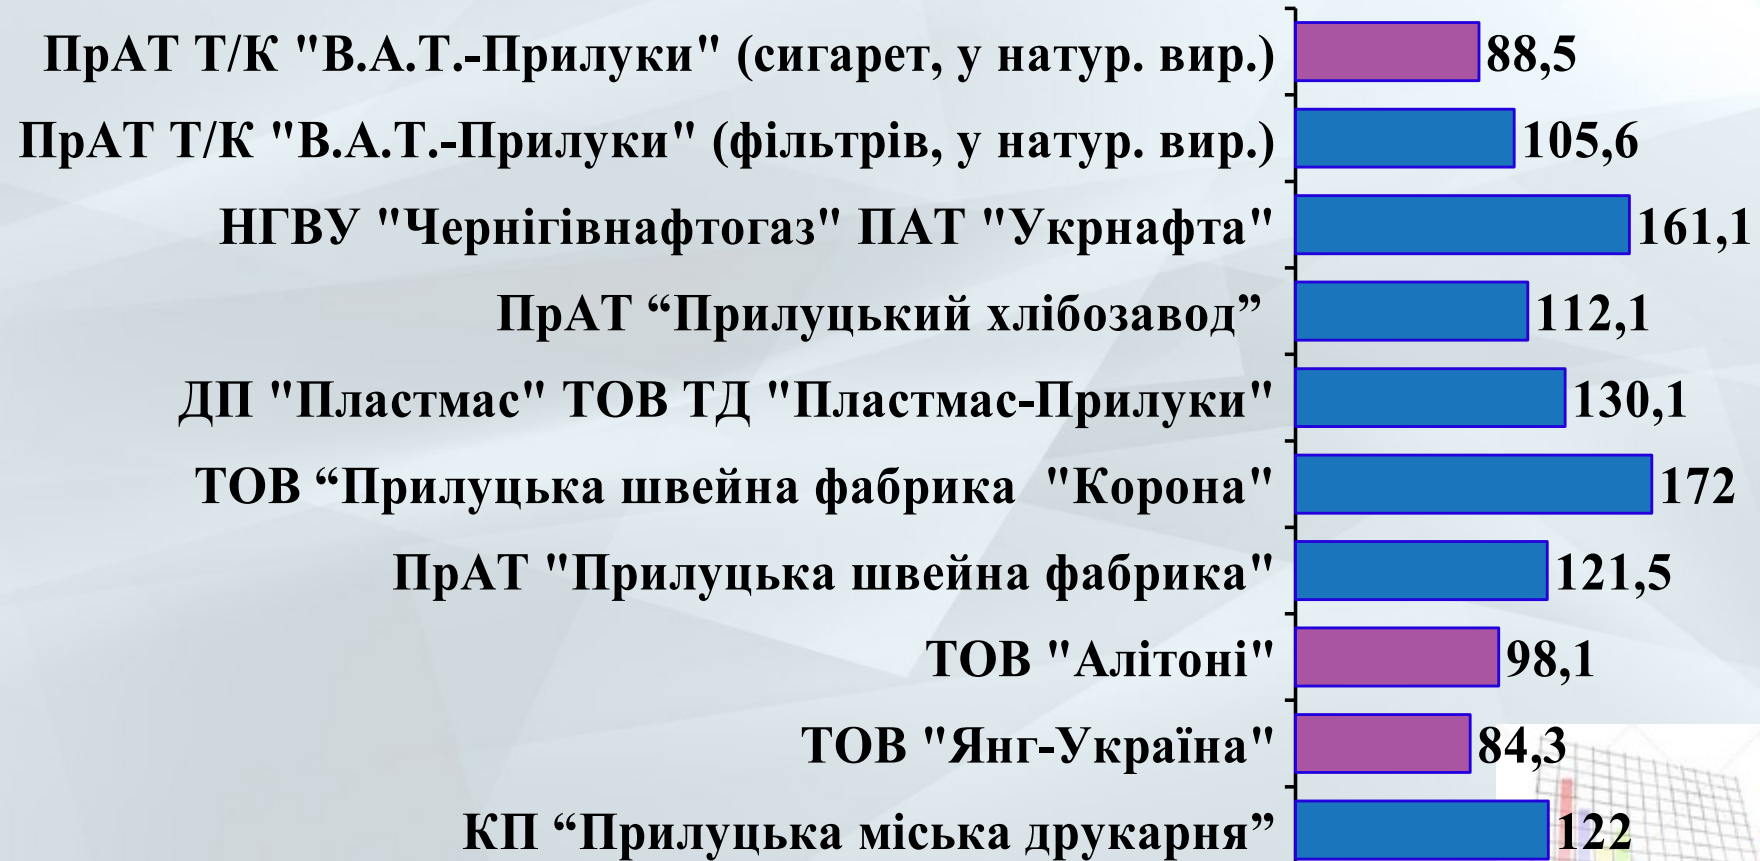 ПрАТ Т/К "В.А.Т.-Прилуки" (сигарет, у натур. вир.) 88,5
ПрАТ Т/К "В.А.Т.-Прилуки" (фільтрів, у натур. вир.) 105,6
НГВУ "Чернігівнафтогаз" ПАТ "Укрнафта" 161,1
ПрАТ “Прилуцький хлібозавод” 112,1
ДП "Пластмас" ТОВ ТД "Пластмас-Прилуки" 130,1
ТОВ “Прилуцька швейна фабрика "Корона" 172
ПрАТ "Прилуцька швейна фабрика" 121,5
ТОВ "Алітоні" 98,1
ТОВ "Янг-Україна" 84,3
КП “Прилуцька міська друкарня” 122